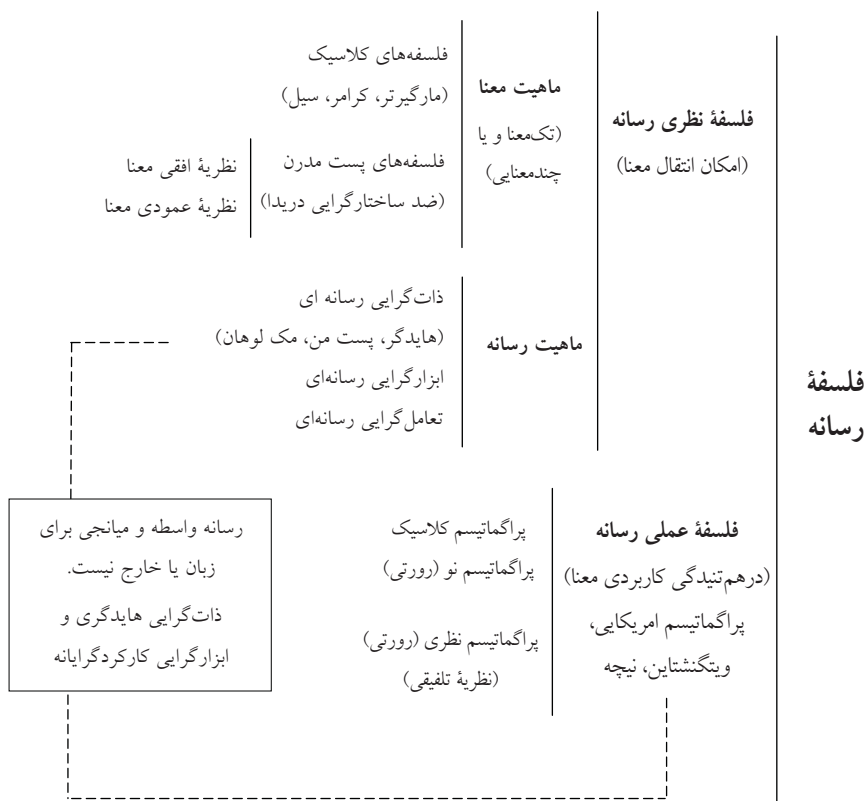 فلسفهٔ
رسانه
فلسفهٔ نظری رسانه
(امکان انتقال معنا)
ماهیت معنا
(تک‌معنا و یا
چندمعنایی)
فلسفه‌های کلاسیک
(مارگیرتر، کرامر، سیل)
فلسفه‌های پست مدرن
(ضد ساختارگرایی دریدا)
نظریهٔ افقی معنا
نظریهٔ عمودی معنا
ماهیت رسانه
ذات‌گرایی رسانه ای
(هایدگر، پست من، مک لوهان)
ابزارگرایی رسانه‌ای
تعامل‌گرایی رسانه‌ای
فلسفهٔ عملی رسانه
(درهم‌تنیدگی کاربردی معنا)
پراگماتیسم امریکایی،
ویتگنشتاین، نیچه
پراگماتیسم کلاسیک
پراگماتیسم نو (رورتی)
پراگماتیسم نظری (رورتی)
(نظریهٔ تلفیقی)
رسانه واسطه و میانجی برای
زبان یا خارج نیست.
ذات‌گرایی هایدگری و
ابزارگرایی کارکردگرایانه